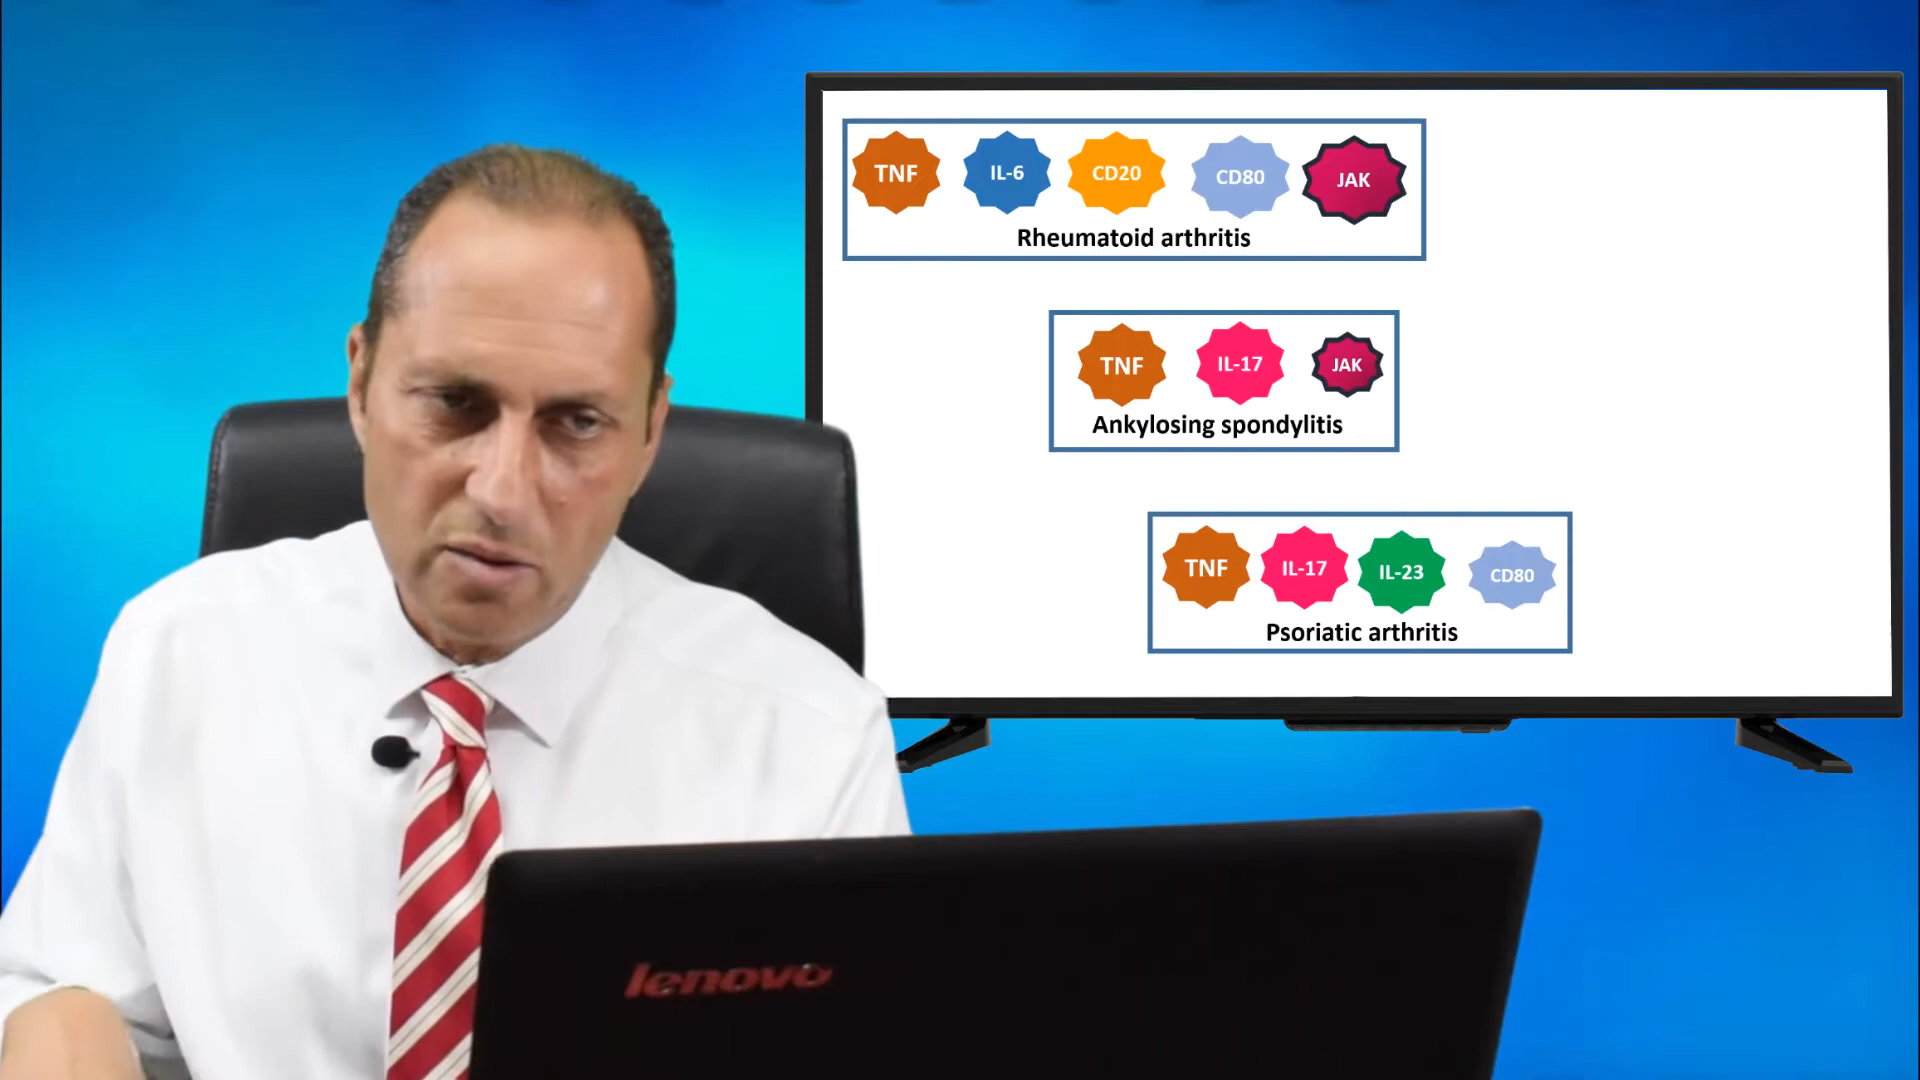 TNF IL-6 CD20 CD80 JAK
Rheumatoid arthritis
TNF IL-17 JAK
Ankylosing spondylitis
TNF IL-17 IL-23 CD80
Psoriatic arthritis
lenovo